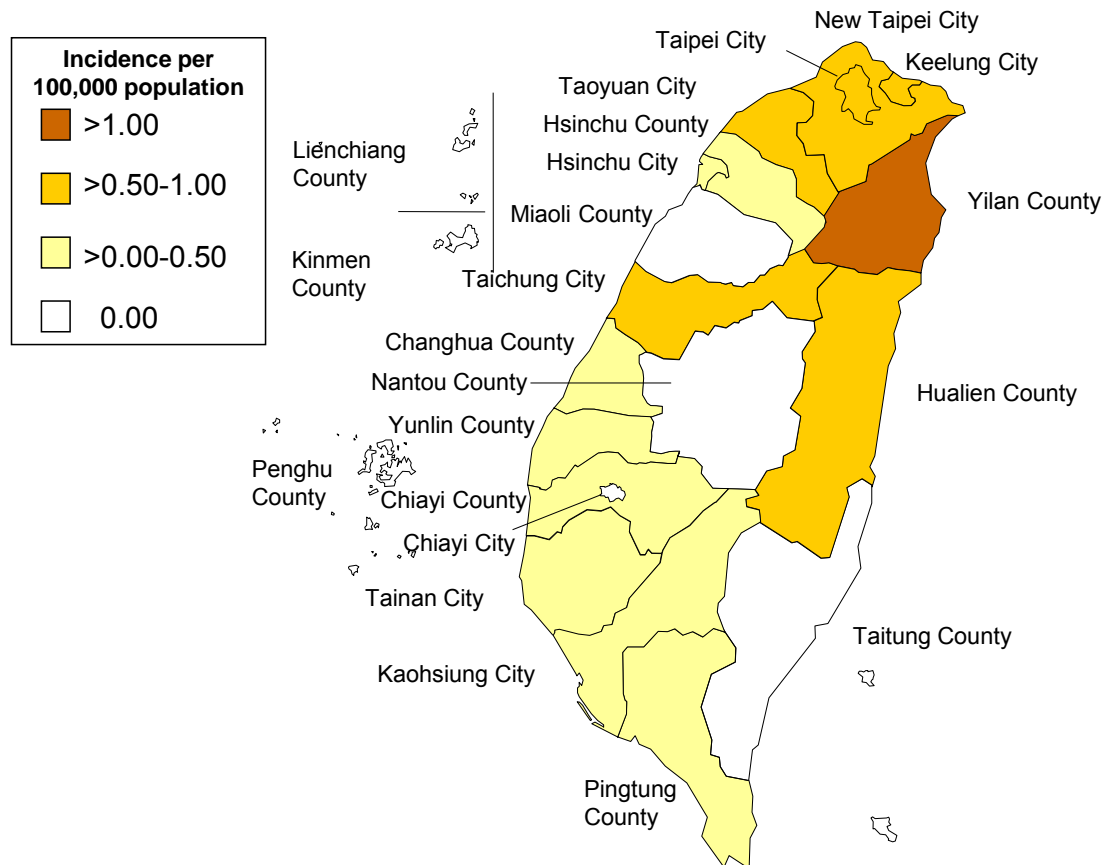 Incidence per
100,000 population
>1.00
>0.50-1.00
>0.00-0.50
0.00
New Taipei City
Taipei City
Keelung City
Taoyuan City
Hsinchu County
Hsinchu City
Lienchiang
County
Miaoli County
Yilan County
Kinmen
County
Taichung City
Changhua County
Nantou County
Hualien County
Yunlin County
Penghu
County
Chiayi County
Chiayi City
Tainan City
Taitung County
Kaohsiung City
Pingtung
County